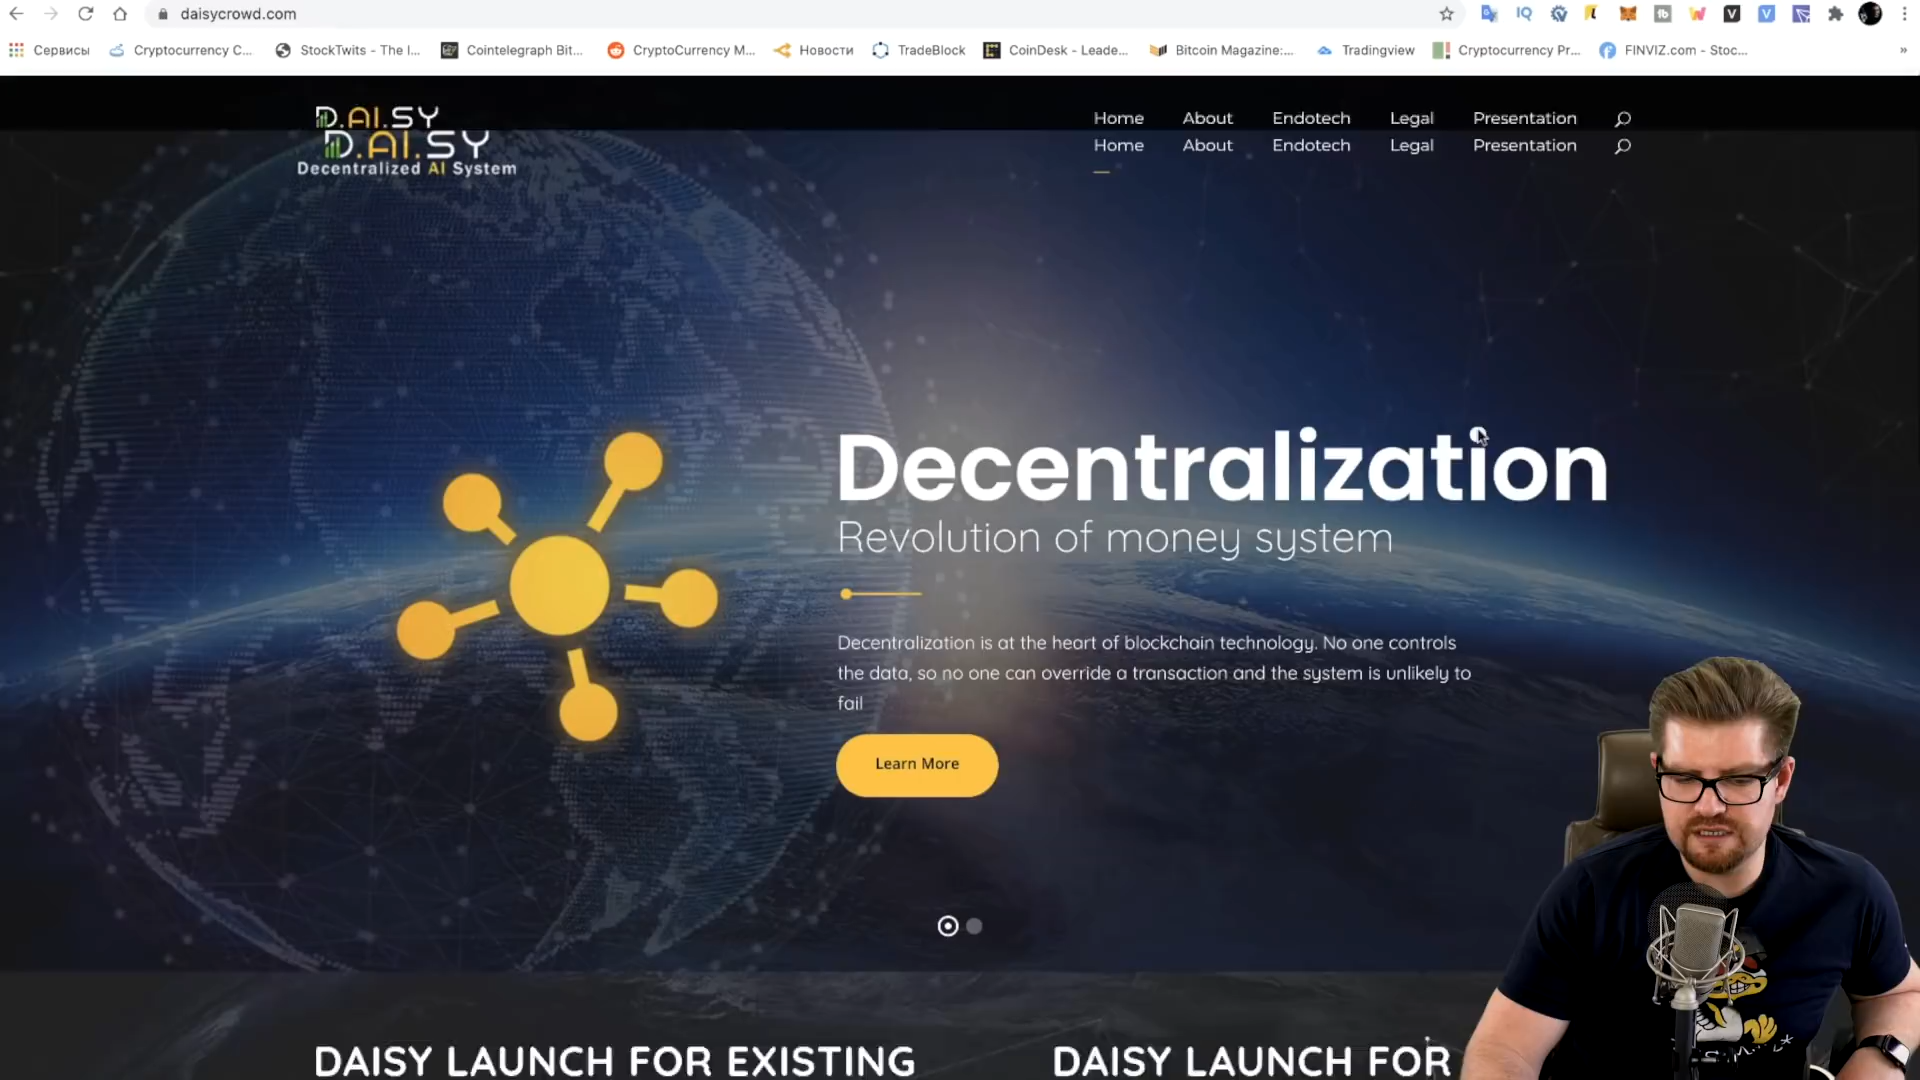 daisycrowd.com
Сервисы
Cryptocurrency C...
StockTwits - The l...
Cointelegraph Bit...
CryptoCurrency M...
Новости
TradeBlock
CoinDesk - Leade...
Bitcoin Magazine:...
Tradingview
Cryptocurrency Pr...
FINVIZ.com - Stoc...
D.AI.SY
Home
About
Endotech
Legal
Presentation
D.AI.SY
Decentralized AI System
Home
About
Endotech
Legal
Presentation
Decentralization
Revolution of money system
Decentralization is at the heart of blockchain technology. No one controls
the data, so no one can override a transaction and the system is unlikely to
fail
Learn More
DAISY LAUNCH FOR EXISTING
DAISY LAUNCH FOR